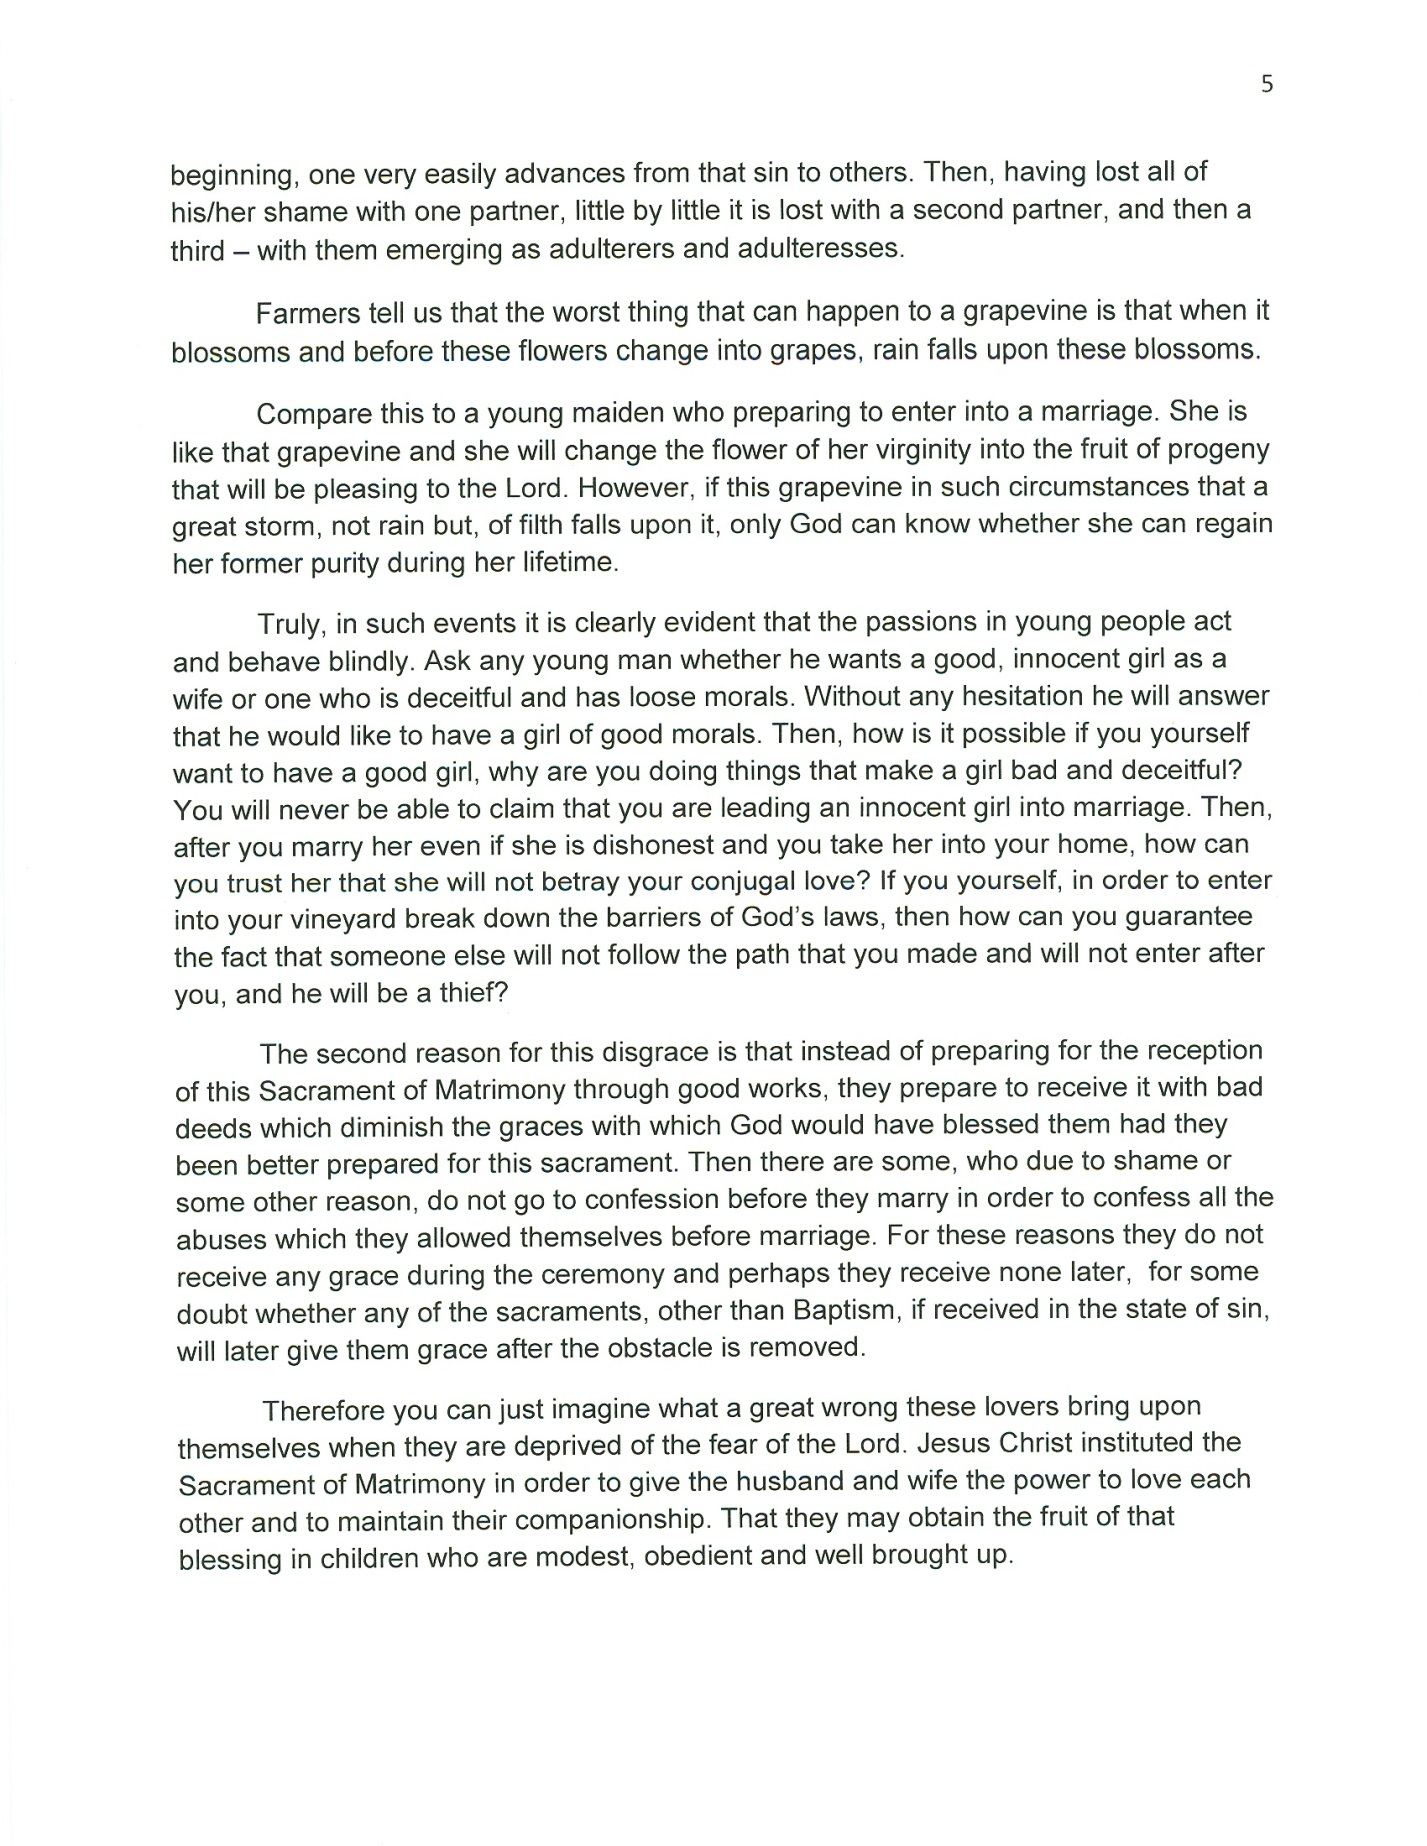 5
beginning, one very easily advances from that sin to others. Then, having lost all of
his/her shame with one partner, little by little it is lost with a second partner, and then a
third – with them emerging as adulterers and adulteresses.
Farmers tell us that the worst thing that can happen to a grapevine is that when it
blossoms and before these flowers change into grapes, rain falls upon these blossoms.
Compare this to a young maiden who preparing to enter into a marriage. She is
like that grapevine and she will change the flower of her virginity into the fruit of progeny
that will be pleasing to the Lord. However, if this grapevine in such circumstances that a
great storm, not rain but, of filth falls upon it, only God can know whether she can regain
her former purity during her lifetime.
Truly, in such events it is clearly evident that the passions in young people act
and behave blindly. Ask any young man whether he wants a good, innocent girl as a
wife or one who is deceitful and has loose morals. Without any hesitation he will answer
that he would like to have a girl of good morals. Then, how is it possible if you yourself
want to have a good girl, why are you doing things that make a girl bad and deceitful?
You will never be able to claim that you are leading an innocent girl into marriage. Then,
after you marry her even if she is dishonest and you take her into your home, how can
you trust her that she will not betray your conjugal love? If you yourself, in order to enter
into your vineyard break down the barriers of God's laws, then how can you guarantee
the fact that someone else will not follow the path that you made and will not enter after
you, and he will be a thief?
The second reason for this disgrace is that instead of preparing for the reception
of this Sacrament of Matrimony through good works, they prepare to receive it with bad
deeds which diminish the graces with which God would have blessed them had they
been better prepared for this sacrament. Then there are some, who due to shame or
some other reason, do not go to confession before they marry in order to confess all the
abuses which they allowed themselves before marriage. For these reasons they do not
receive any grace during the ceremony and perhaps they receive none later,  for some
doubt whether any of the sacraments, other than Baptism, if received in the state of sin,
will later give them grace after the obstacle is removed.
Therefore you can just imagine what a great wrong these lovers bring upon
themselves when they are deprived of the fear of the Lord. Jesus Christ instituted the
Sacrament of Matrimony in order to give the husband and wife the power to love each
other and to maintain their companionship. That they may obtain the fruit of that
blessing in children who are modest, obedient and well brought up.